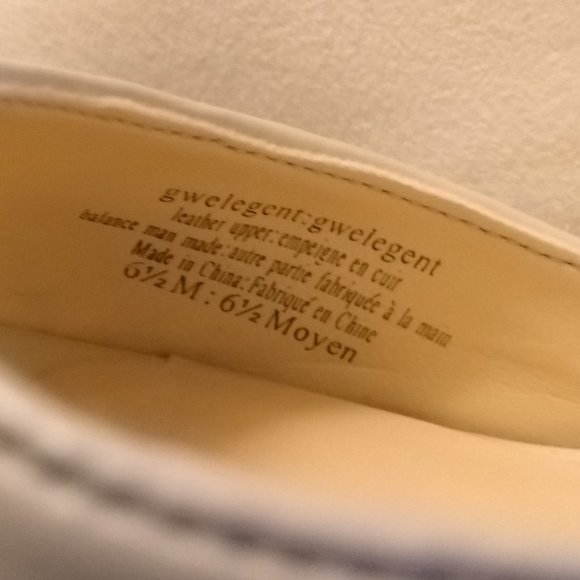 gwelegent:gwelegent
leather upper:empeigne en cuir
balance man made:autre partie fabriquée à la main
Made in China:Fabriqué en Chine
6½ M : 6½ Moyen